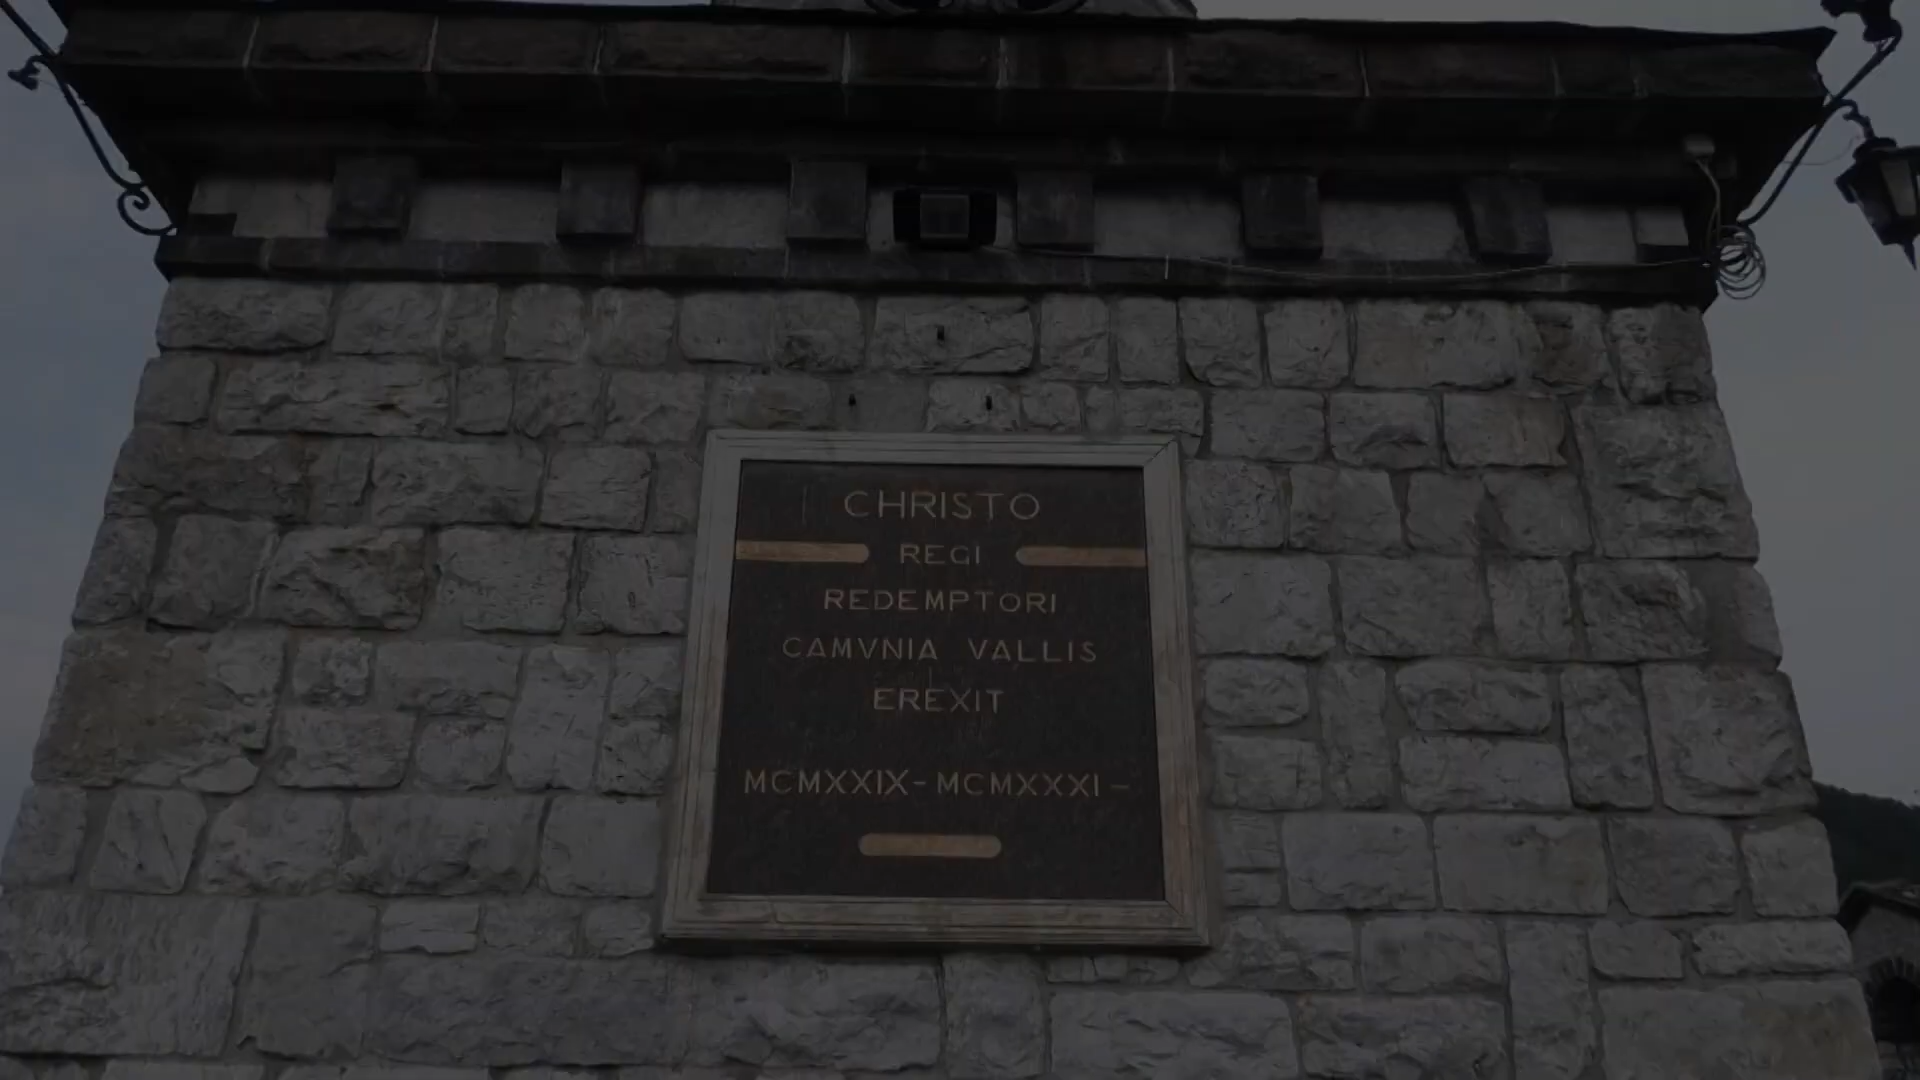 CHRISTO
REGI
REDEMPTORI
CAMVNIA VALLIS
EREXIT
MCMXXIX-MCMXXXI-